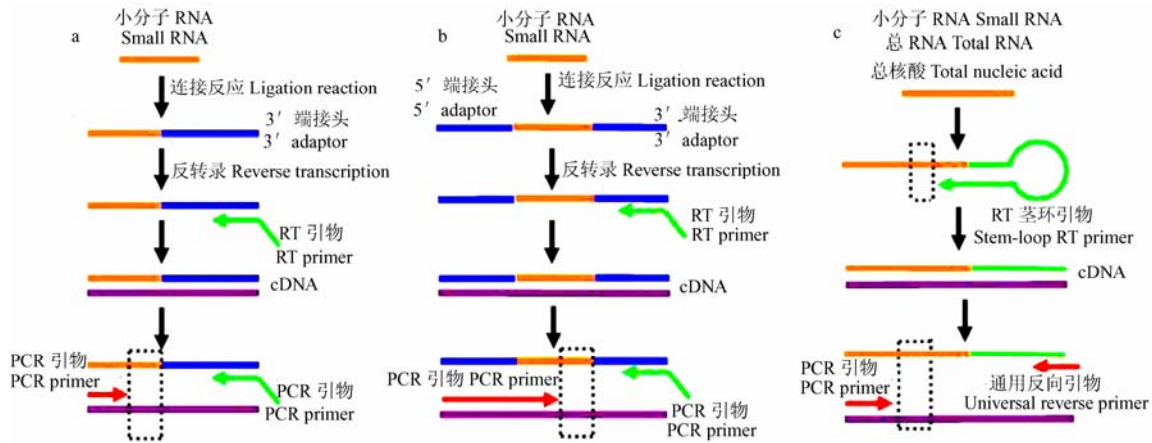 a
小分子 RNA
Small RNA
连接反应 Ligation reaction
3′ 端接头
3′ adaptor
反转录 Reverse transcription
RT 引物
RT primer
cDNA
PCR 引物
PCR primer
PCR 引物
PCR primer
b
小分子 RNA
Small RNA
连接反应 Ligation reaction
5′ 端接头
5′ adaptor
3′ 端接头
3′ adaptor
反转录 Reverse transcription
RT 引物
RT primer
cDNA
PCR 引物 PCR primer
PCR 引物
PCR primer
c
小分子 RNA Small RNA
总 RNA Total RNA
总核酸 Total nucleic acid
RT 茎环引物
Stem-loop RT primer
cDNA
PCR 引物
PCR primer
通用反向引物
Universal reverse primer